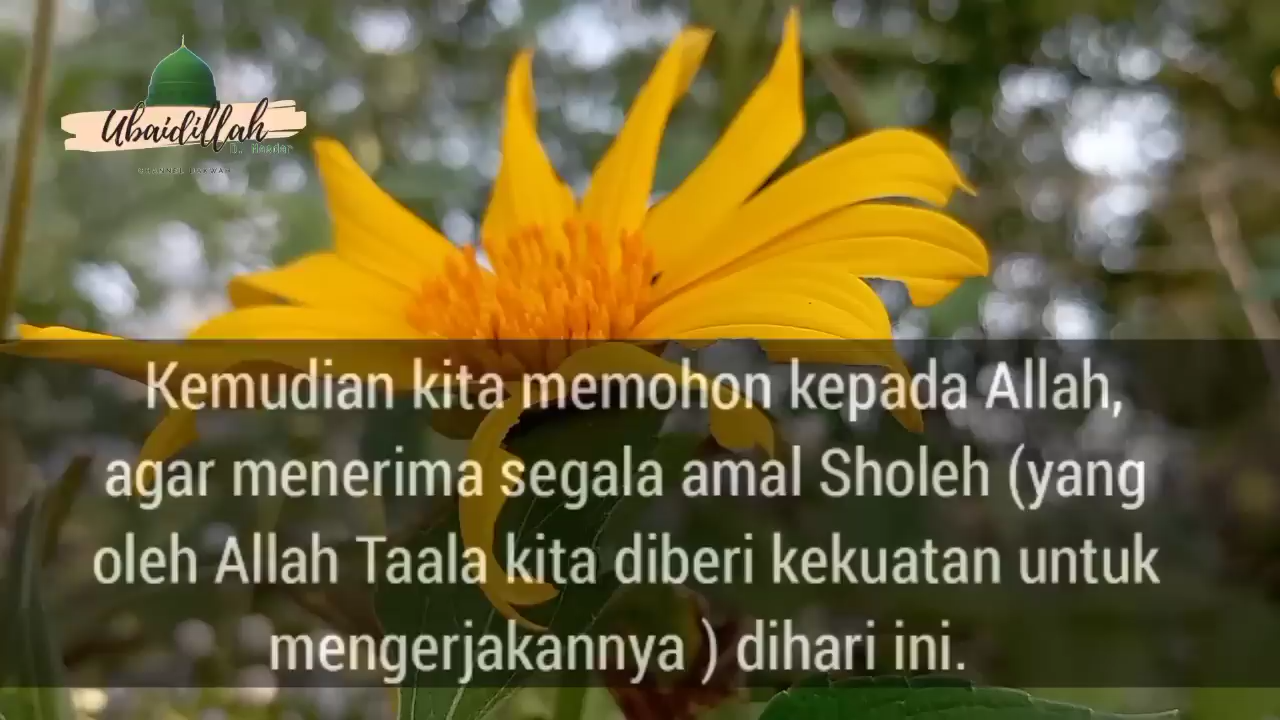 Ubaidillah
Kemudian kita memohon kepada Allah,
agar menerima segala amal Sholeh (yang
oleh Allah Taala kita diberi kekuatan untuk
mengerjakannya ) dihari ini.